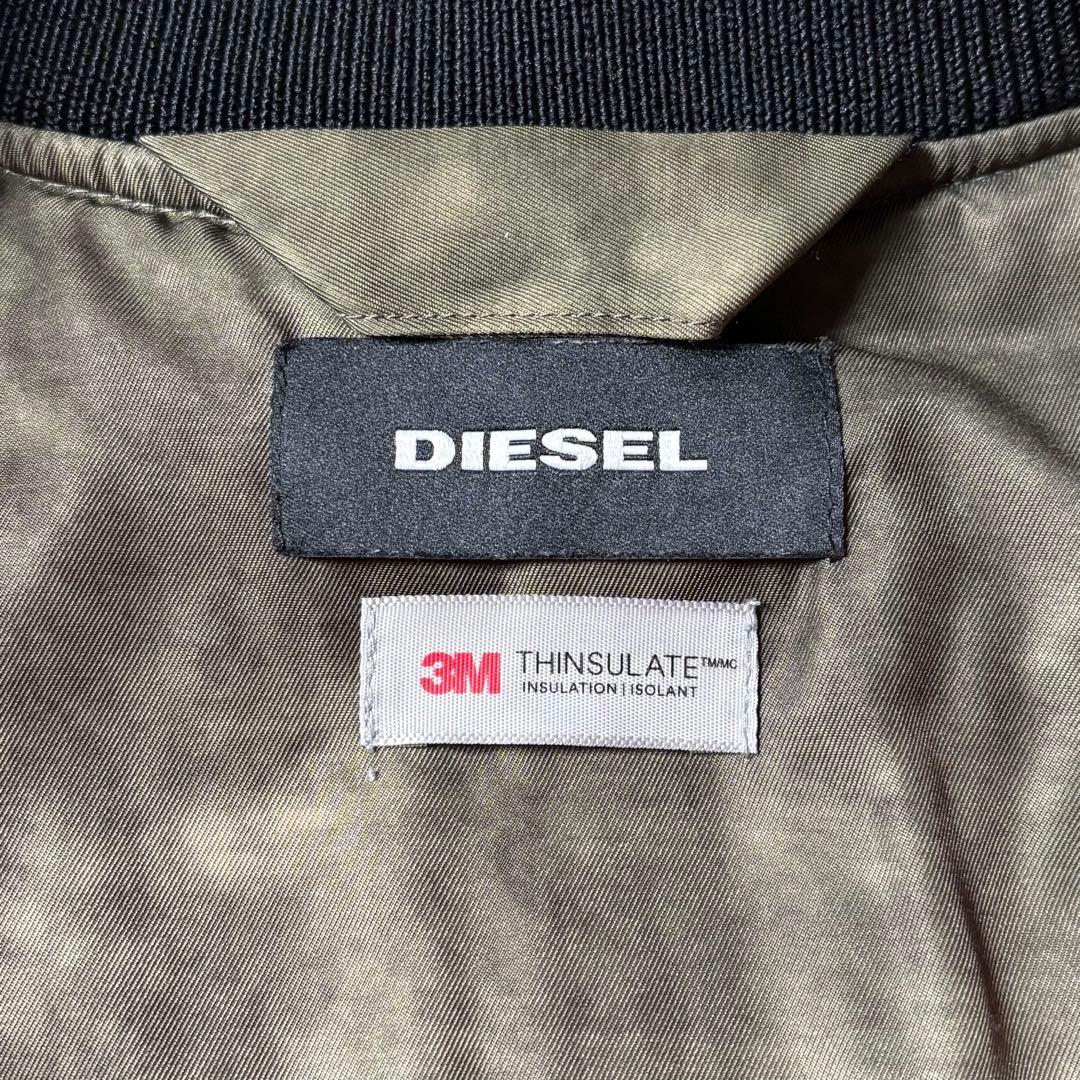 DIESEL
3M THINSULATE™/MC
INSULATION | ISOLANT